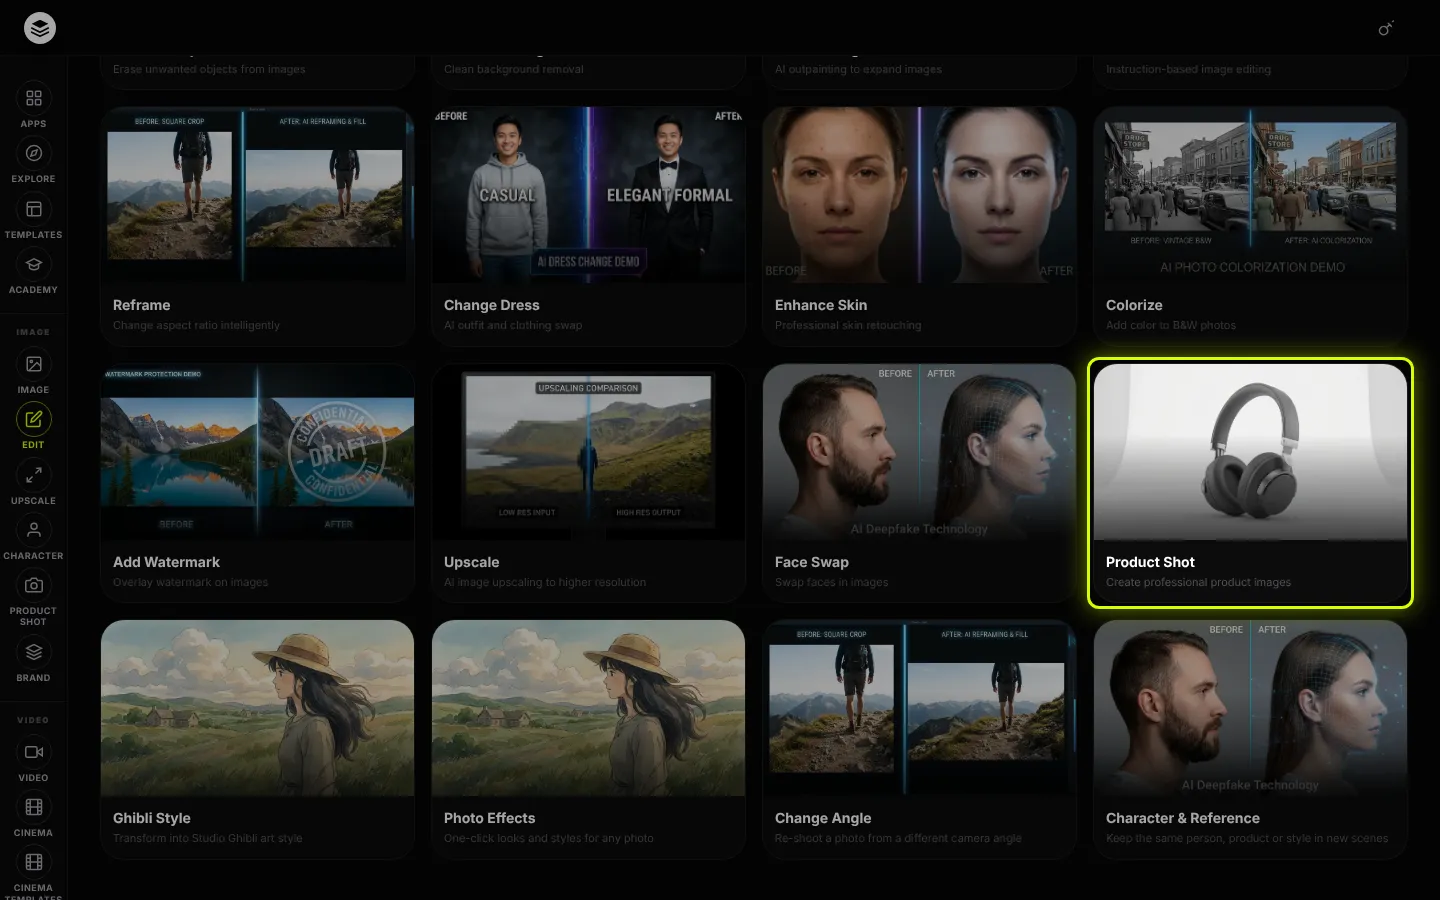 Erase unwanted objects from images
Clean background removal
AI outpainting to expand images
Instruction-based image editing
APPS
EXPLORE
TEMPLATES
ACADEMY
IMAGE
IMAGE
EDIT
UPSCALE
CHARACTER
PRODUCT
SHOT
BRAND
VIDEO
VIDEO
CINEMA
CINEMA
TEMPLATES
BEFORE: SQUARE CROP
AFTER: AI REFRAMING & FILL
Reframe
Change aspect ratio intelligently
BEFORE
AFTER
CASUAL
ELEGANT FORMAL
AI DRESS CHANGE DEMO
Change Dress
AI outfit and clothing swap
BEFORE
AFTER
Enhance Skin
Professional skin retouching
DRUG STORE
DRUG STORE
BEFORE: VINTAGE B&W
AFTER: AI COLORIZATION
AI PHOTO COLORIZATION DEMO
Colorize
Add color to B&W photos
WATERMARK PROTECTION DEMO
CONFIDENTIAL
DRAFT
CONFIDENTIAL
BEFORE
AFTER
Add Watermark
Overlay watermark on images
UPSCALING COMPARISON
LOW RES INPUT
HIGH RES OUTPUT
Upscale
AI image upscaling to higher resolution
BEFORE
AFTER
AI Deepfake Technology
Face Swap
Swap faces in images
Product Shot
Create professional product images
Ghibli Style
Transform into Studio Ghibli art style
Photo Effects
One-click looks and styles for any photo
BEFORE: SQUARE CROP
AFTER: AI REFRAMING & FILL
Change Angle
Re-shoot a photo from a different camera angle
BEFORE
AFTER
AI Deepfake Technology
Character & Reference
Keep the same person, product or style in new scenes